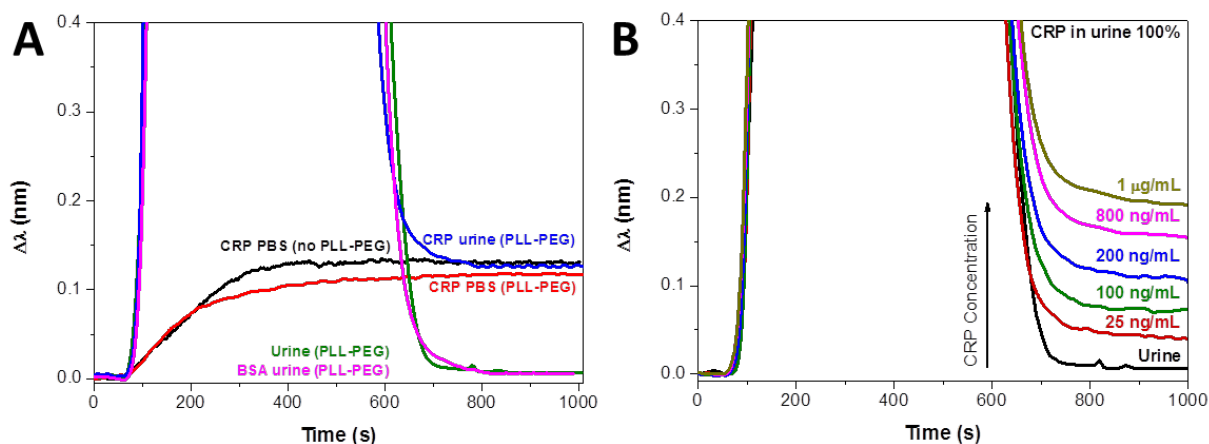 A
0.4
0.3
0.2
0.1
0.0
Δλ (nm)
CRP PBS (no PLL-PEG)
CRP urine (PLL-PEG)
CRP PBS (PLL-PEG)
Urine (PLL-PEG)
BSA urine (PLL-PEG)
0 200 400 600 800 1000
Time (s)
B
CRP in urine 100%
0.4
0.3
0.2
0.1
0.0
Δλ (nm)
CRP Concentration
1 μg/mL
800 ng/mL
200 ng/mL
100 ng/mL
25 ng/mL
Urine
0 200 400 600 800 1000
Time (s)